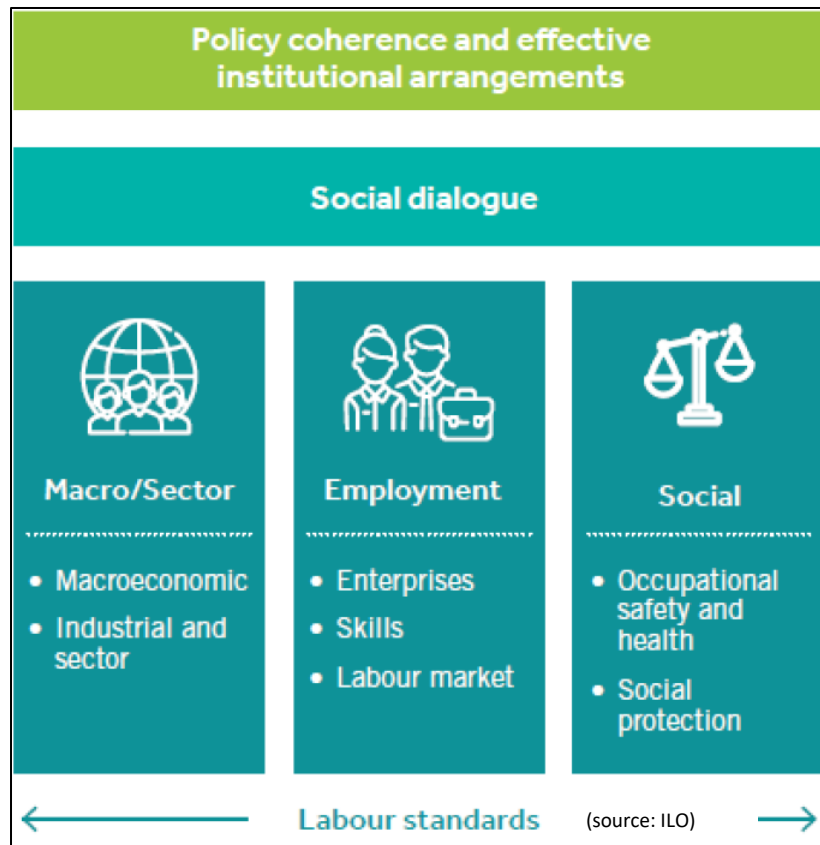 Policy coherence and effective
institutional arrangements
Social dialogue
Macro/Sector
• Macroeconomic
• Industrial and
sector
Employment
• Enterprises
• Skills
• Labour market
Social
• Occupational
safety and
health
• Social
protection
Labour standards (source: ILO)